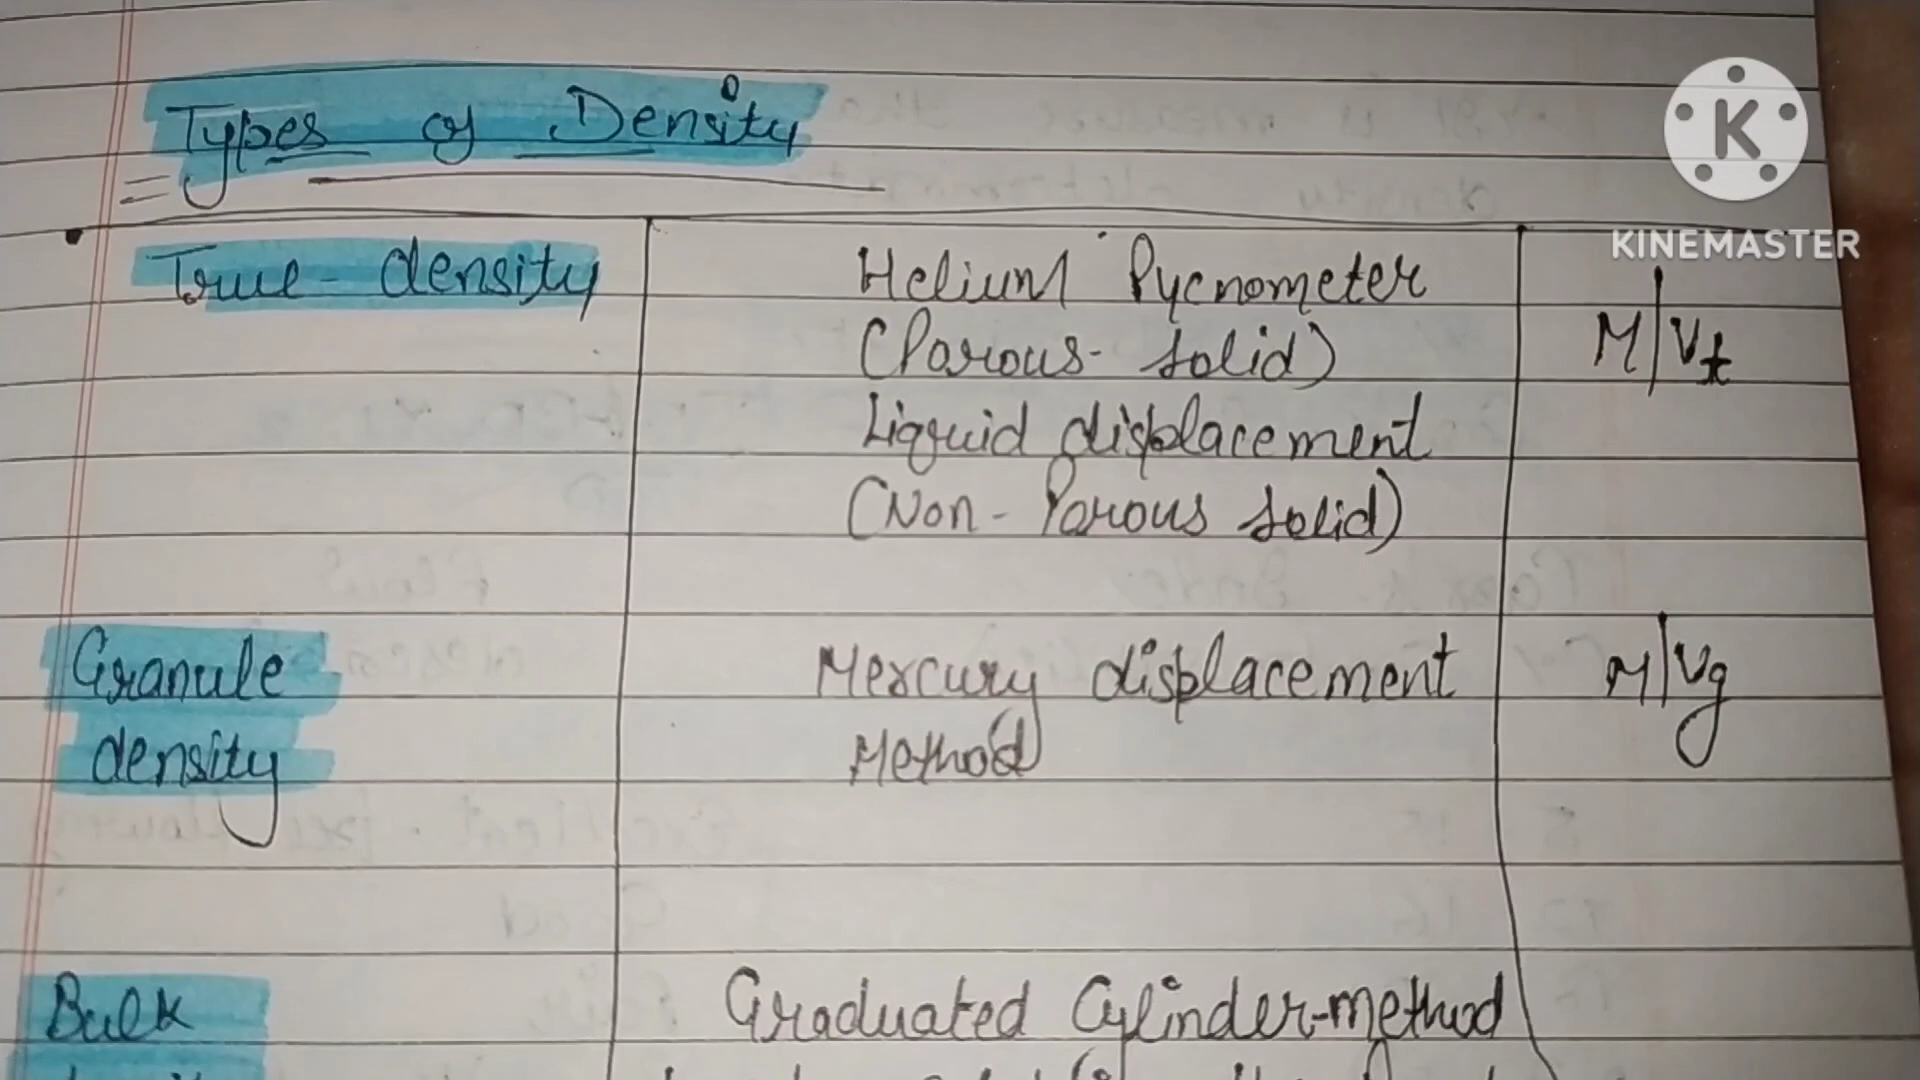 Types of Density
K
KINEMASTER
True density
Helium Pycnometer
(Porous- solid)
M/Vt
Liquid displacement
(Non- Porous solid)
Granule
density
Mercury displacement
Method
M/Vg
Bulk
Graduated Cylinder-method